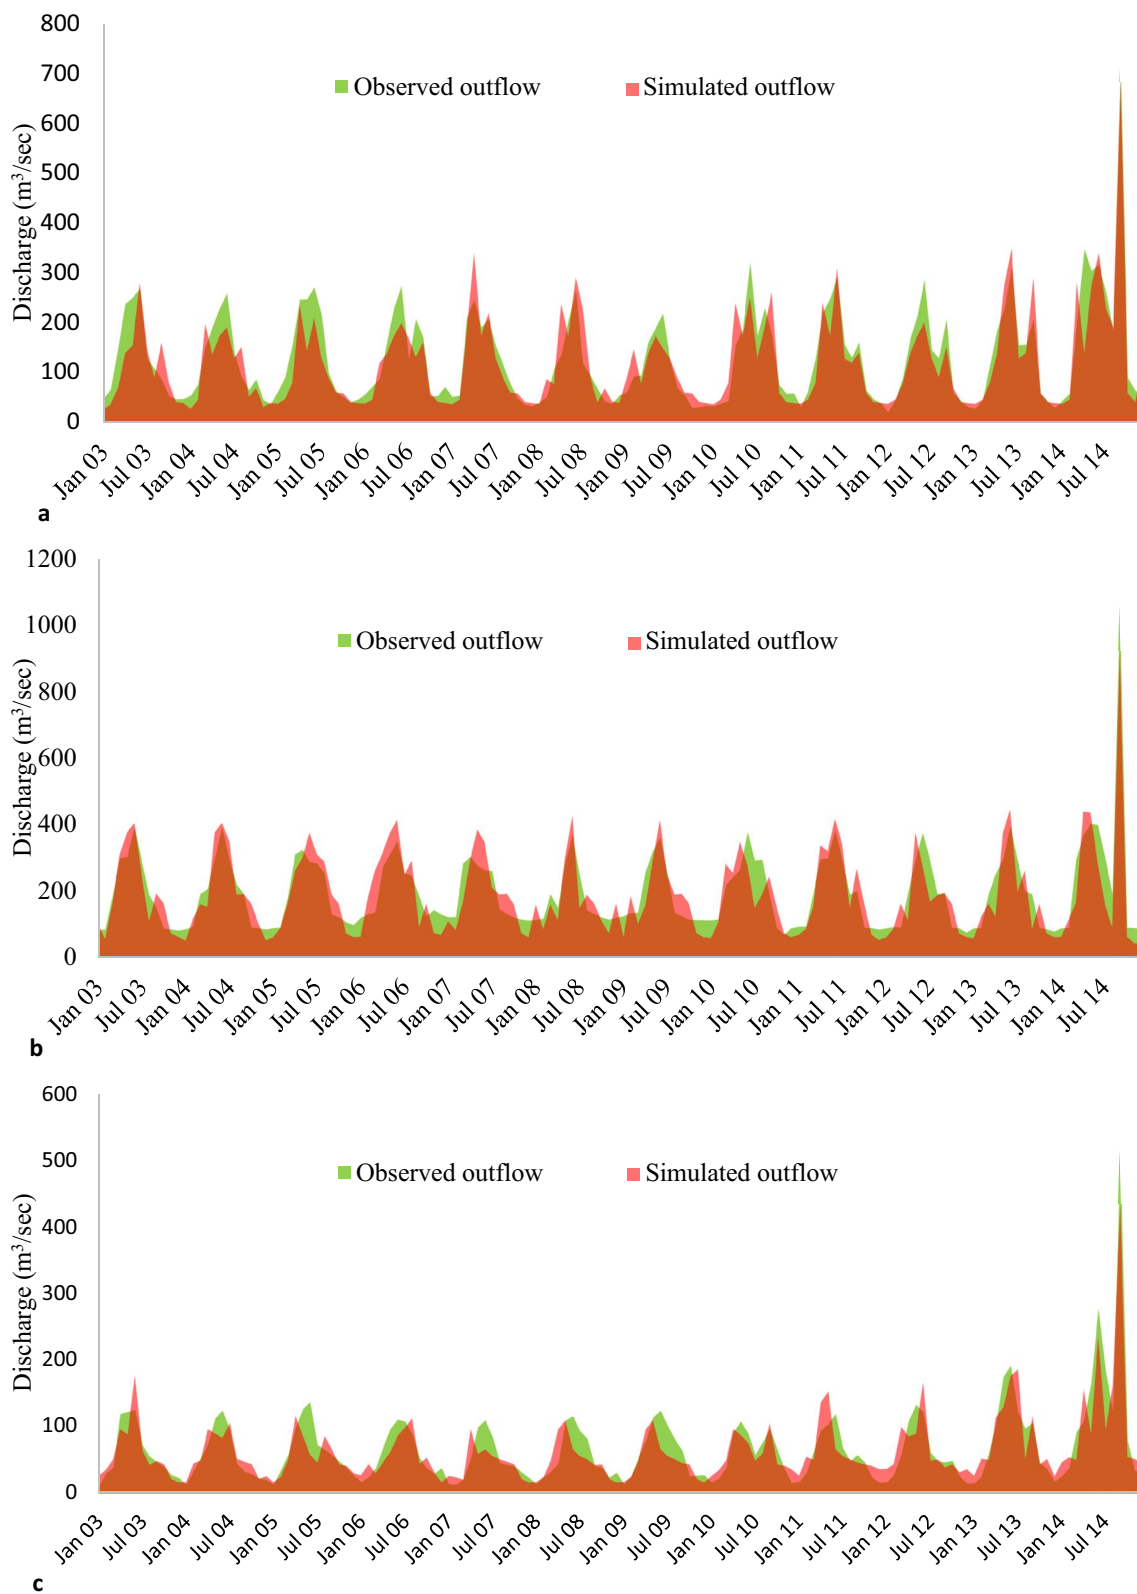 800
700
600
500
400
300
200
100
0
Discharge (m³/sec)
Observed outflow Simulated outflow
Jan 03 Jul 03 Jan 04 Jul 04 Jan 05 Jul 05 Jan 06 Jul 06 Jan 07 Jul 07 Jan 08 Jul 08 Jan 09 Jul 09 Jan 10 Jul 10 Jan 11 Jul 11 Jan 12 Jul 12 Jan 13 Jul 13 Jan 14 Jul 14
a
1200
1000
800
600
400
200
0
Discharge (m³/sec)
Observed outflow Simulated outflow
Jan 03 Jul 03 Jan 04 Jul 04 Jan 05 Jul 05 Jan 06 Jul 06 Jan 07 Jul 07 Jan 08 Jul 08 Jan 09 Jul 09 Jan 10 Jul 10 Jan 11 Jul 11 Jan 12 Jul 12 Jan 13 Jul 13 Jan 14 Jul 14
b
600
500
400
300
200
100
0
Discharge (m³/sec)
Observed outflow Simulated outflow
Jan 03 Jul 03 Jan 04 Jul 04 Jan 05 Jul 05 Jan 06 Jul 06 Jan 07 Jul 07 Jan 08 Jul 08 Jan 09 Jul 09 Jan 10 Jul 10 Jan 11 Jul 11 Jan 12 Jul 12 Jan 13 Jul 13 Jan 14 Jul 14
c